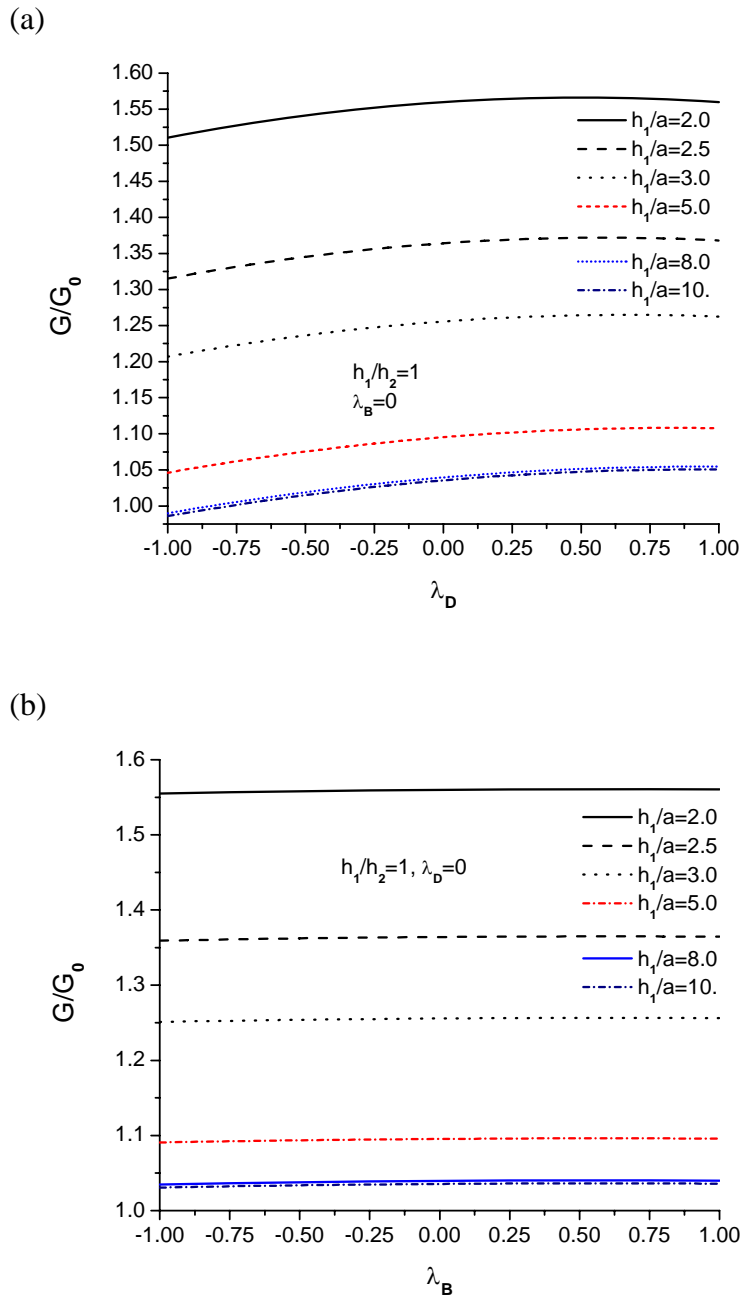 (a)
1.60
1.55
1.50
1.45
1.40
1.35
1.30
1.25
1.20
1.15
1.10
1.05
1.00
G/G₀
h₁/a=2.0
h₁/a=2.5
h₁/a=3.0
h₁/a=5.0
h₁/a=8.0
h₁/a=10.
h₁/h₂=1
λ_B=0
-1.00 -0.75 -0.50 -0.25 0.00 0.25 0.50 0.75 1.00
λ_D
(b)
1.6
1.5
1.4
1.3
1.2
1.1
1.0
G/G₀
h₁/a=2.0
h₁/a=2.5
h₁/a=3.0
h₁/a=5.0
h₁/a=8.0
h₁/a=10.
h₁/h₂=1, λ_D=0
-1.00 -0.75 -0.50 -0.25 0.00 0.25 0.50 0.75 1.00
λ_B